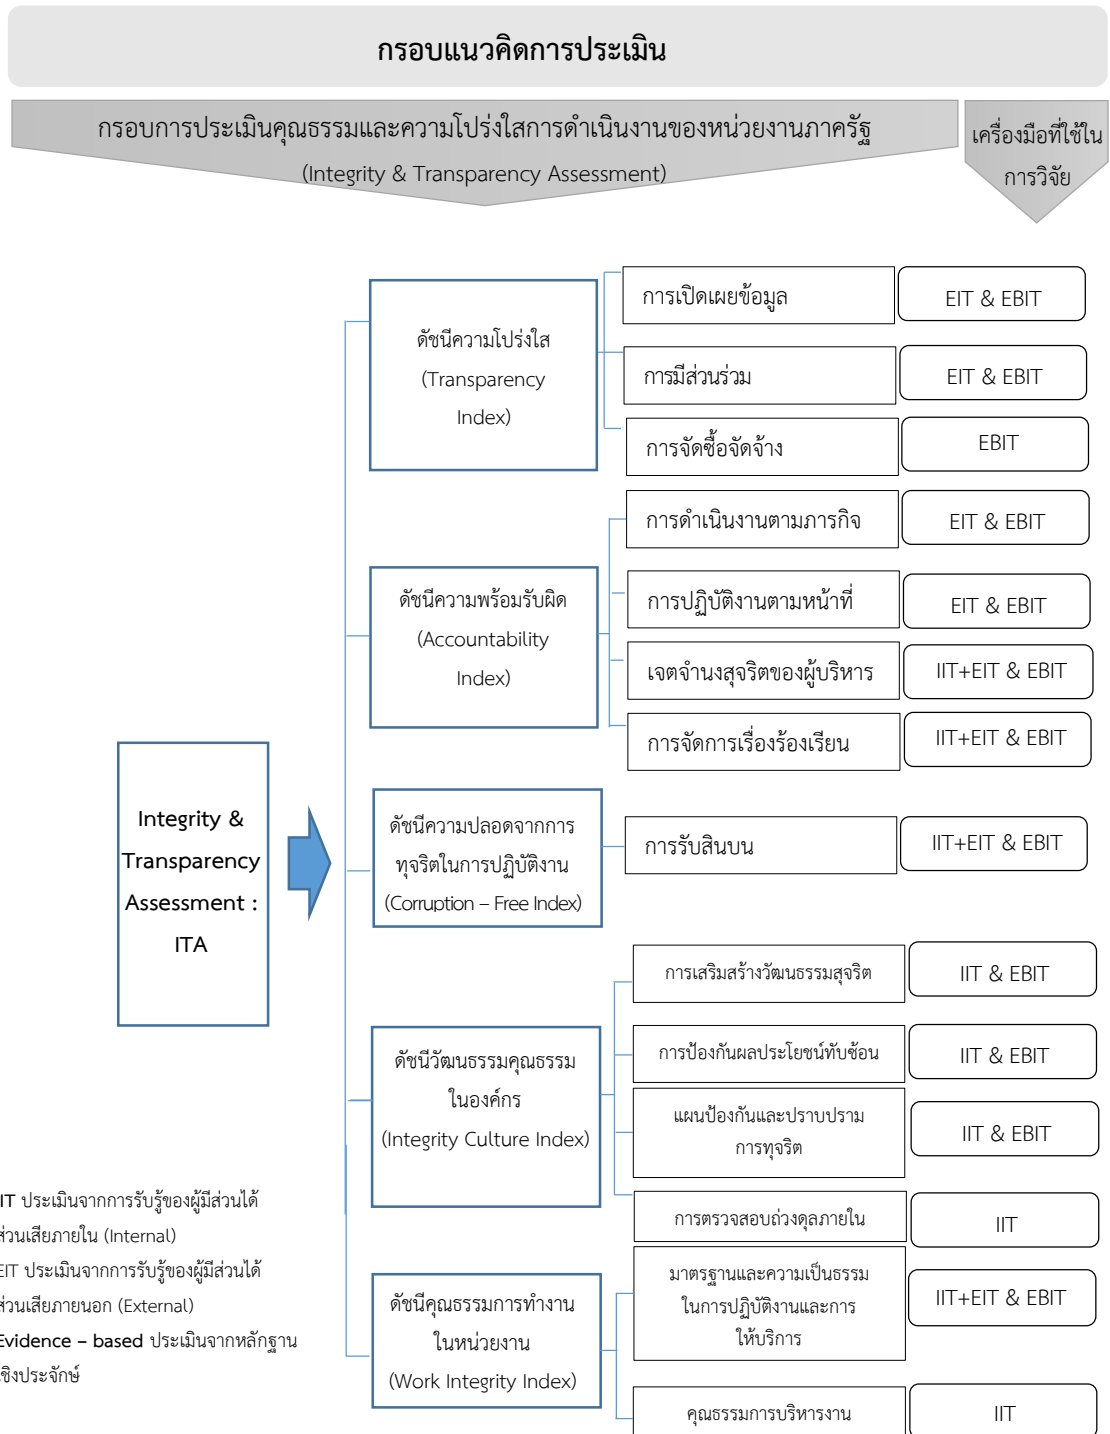 กรอบแนวคิดการประเมิน
กรอบการประเมินคุณธรรมและความโปร่งใสการดำเนินงานของหน่วยงานภาครัฐ
(Integrity & Transparency Assessment)
เครื่องมือที่ใช้ใน
การวิจัย
Integrity &
Transparency
Assessment :
ITA
ดัชนีความโปร่งใส
(Transparency
Index)
การเปิดเผยข้อมูล
EIT & EBIT
การมีส่วนร่วม
EIT & EBIT
การจัดซื้อจัดจ้าง
EBIT
ดัชนีความพร้อมรับผิด
(Accountability
Index)
การดำเนินงานตามภารกิจ
EIT & EBIT
การปฏิบัติงานตามหน้าที่
EIT & EBIT
เจตจำนงสุจริตของผู้บริหาร
IIT+EIT & EBIT
การจัดการเรื่องร้องเรียน
IIT+EIT & EBIT
ดัชนีความปลอดจากการ
ทุจริตในการปฏิบัติงาน
(Corruption – Free Index)
การรับสินบน
IIT+EIT & EBIT
ดัชนีวัฒนธรรมคุณธรรม
ในองค์กร
(Integrity Culture Index)
การเสริมสร้างวัฒนธรรมสุจริต
IIT & EBIT
การป้องกันผลประโยชน์ทับซ้อน
IIT & EBIT
แผนป้องกันและปราบปราม
การทุจริต
IIT & EBIT
การตรวจสอบถ่วงดุลภายใน
IIT
ดัชนีคุณธรรมการทำงาน
ในหน่วยงาน
(Work Integrity Index)
มาตรฐานและความเป็นธรรม
ในการปฏิบัติงานและการ
ให้บริการ
IIT+EIT & EBIT
คุณธรรมการบริหารงาน
IIT
IIT ประเมินจากการรับรู้ของผู้มีส่วนได้
ส่วนเสียภายใน (Internal)
EIT ประเมินจากการรับรู้ของผู้มีส่วนได้
ส่วนเสียภายนอก (External)
Evidence – based ประเมินจากหลักฐาน
เชิงประจักษ์